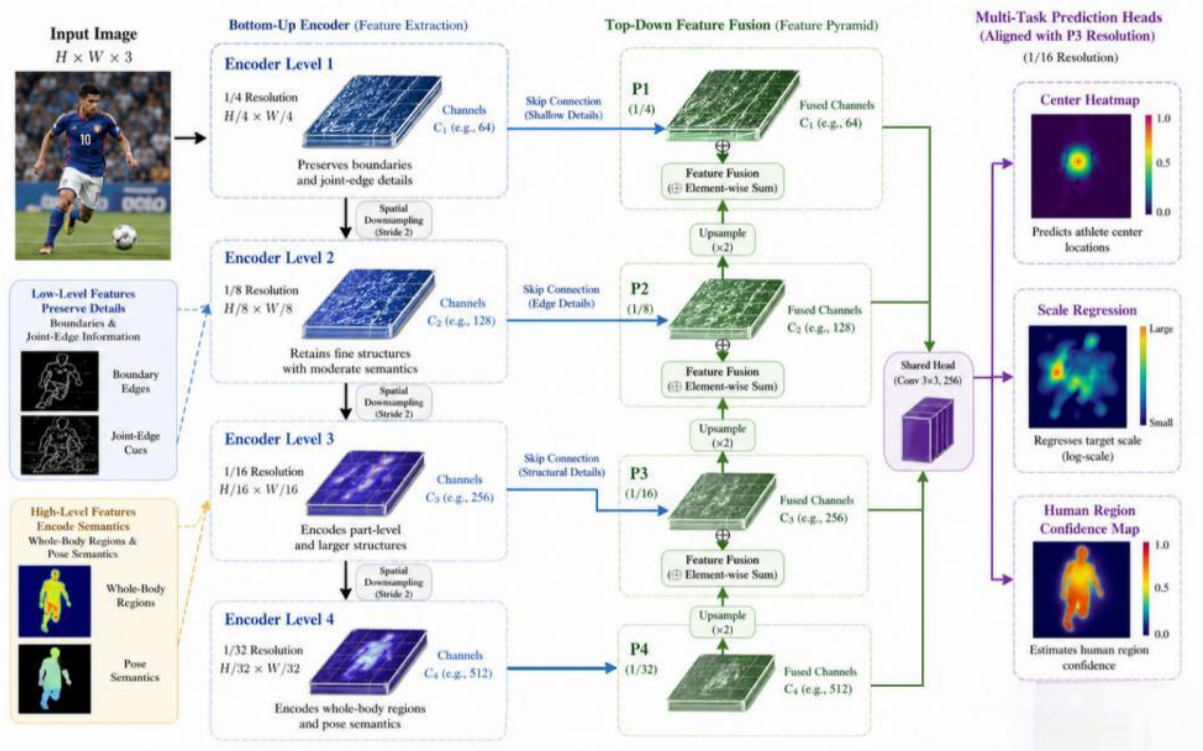 Input Image
H × W × 3
10
Low-Level Features
Preserve Details
Boundaries &
Joint-Edge Information
Boundary
Edges
Joint-Edge
Cues
High-Level Features
Encode Semantics
Whole-Body Regions &
Pose Semantics
Whole-Body
Regions
Pose
Semantics
Bottom-Up Encoder (Feature Extraction)
Encoder Level 1
1/4 Resolution
H/4 × W/4
Channels
C₁ (e.g., 64)
Preserves boundaries
and joint-edge details
Spatial
Downsampling
(Stride 2)
Encoder Level 2
1/8 Resolution
H/8 × W/8
Channels
C₂ (e.g., 128)
Retains fine structures
with moderate semantics
Spatial
Downsampling
(Stride 2)
Encoder Level 3
1/16 Resolution
H/16 × W/16
Channels
C₃ (e.g., 256)
Encodes part-level
and larger structures
Spatial
Downsampling
(Stride 2)
Encoder Level 4
1/32 Resolution
H/32 × W/32
Channels
C₄ (e.g., 512)
Encodes whole-body regions
and pose semantics
Skip Connection
(Shallow Details)
Skip Connection
(Edge Details)
Skip Connection
(Structural Details)
Top-Down Feature Fusion (Feature Pyramid)
P1
(1/4)
Fused Channels
C₁ (e.g., 64)
⊕
Feature Fusion
(⊕ Element-wise Sum)
Upsample
(×2)
P2
(1/8)
Fused Channels
C₂ (e.g., 128)
⊕
Feature Fusion
(⊕ Element-wise Sum)
Upsample
(×2)
P3
(1/16)
Fused Channels
C₃ (e.g., 256)
⊕
Feature Fusion
(⊕ Element-wise Sum)
Upsample
(×2)
P4
(1/32)
Fused Channels
C₄ (e.g., 512)
Shared Head
(Conv 3×3, 256)
Multi-Task Prediction Heads
(Aligned with P3 Resolution)
(1/16 Resolution)
Center Heatmap
1.0
0.5
0.0
Predicts athlete center
locations
Scale Regression
Large
Small
Regresses target scale
(log-scale)
Human Region
Confidence Map
1.0
0.5
0.0
Estimates human region
confidence